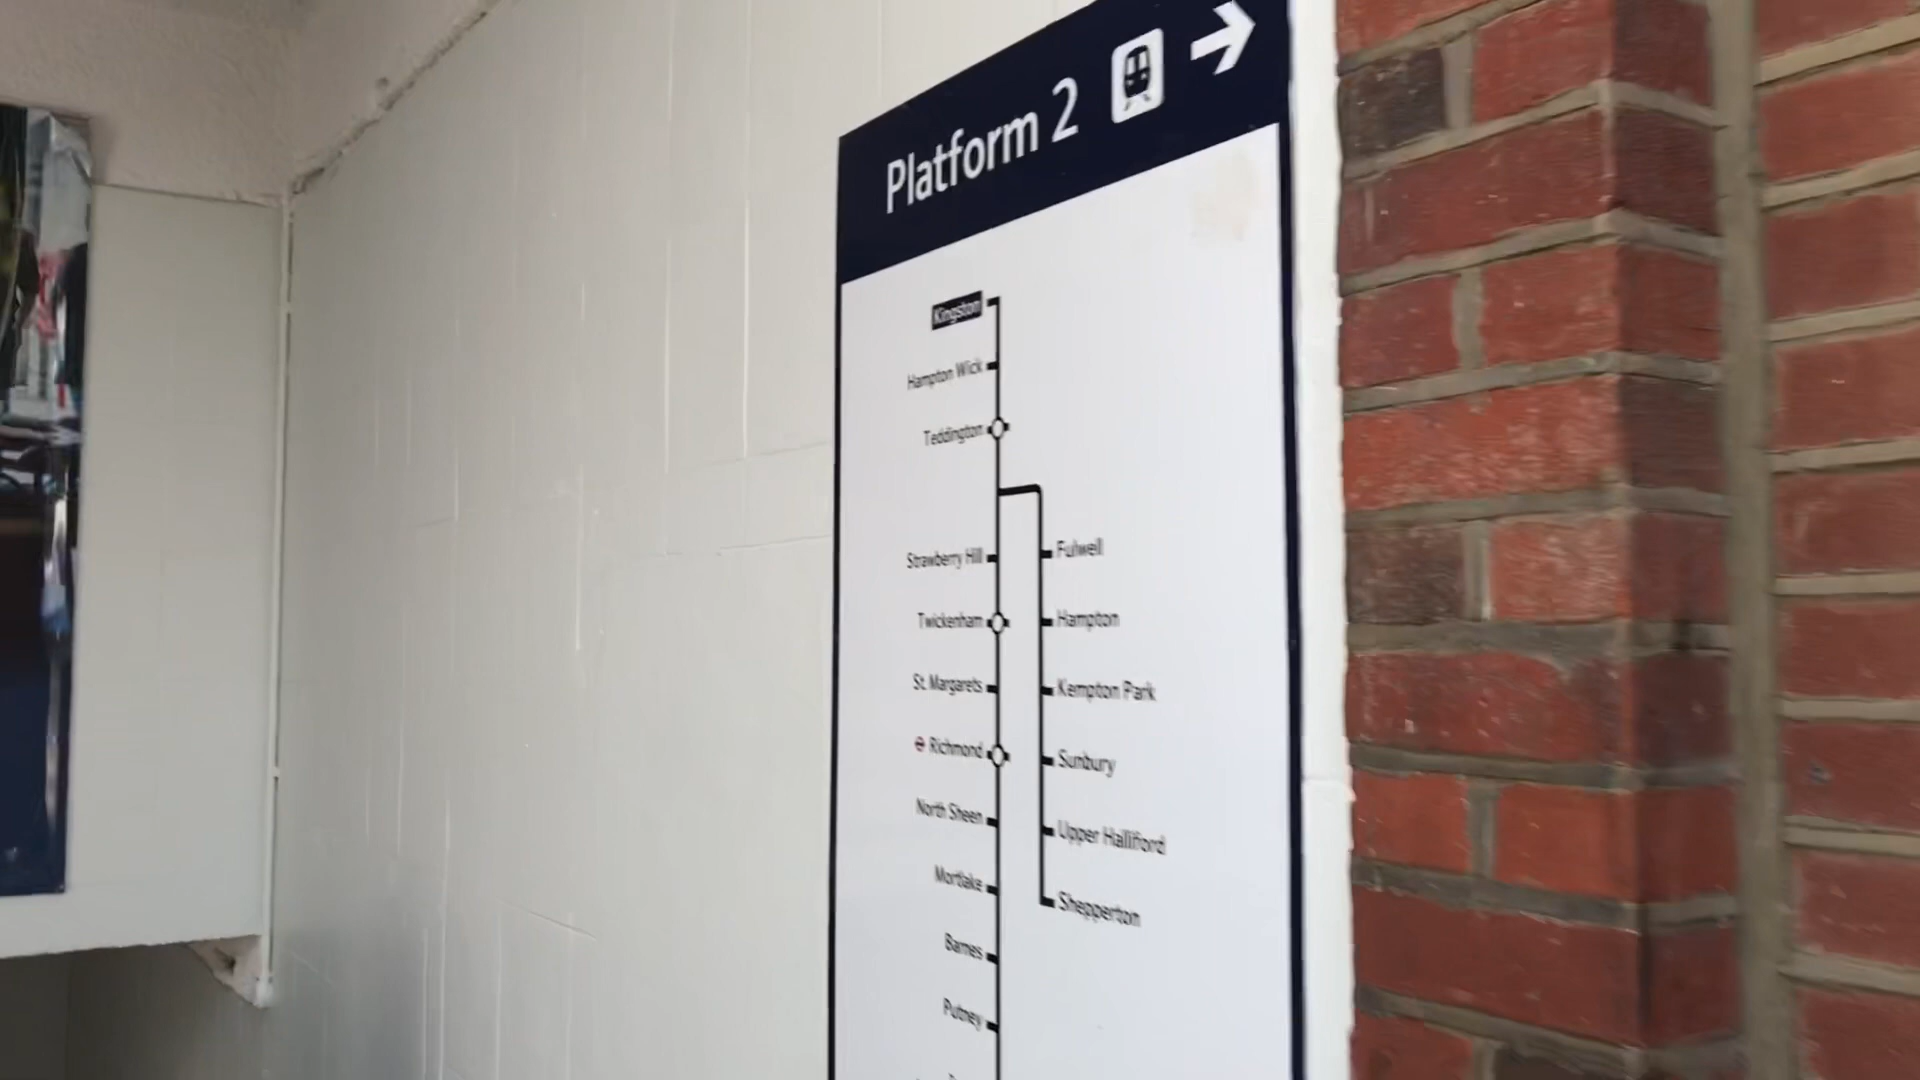 Platform 2
Kingston
Hampton Wick
Teddington
Strawberry Hill
Twickenham
St. Margarets
Richmond
North Sheen
Mortlake
Barnes
Putney
Fulwell
Hampton
Kempton Park
Sunbury
Upper Halliford
Shepperton